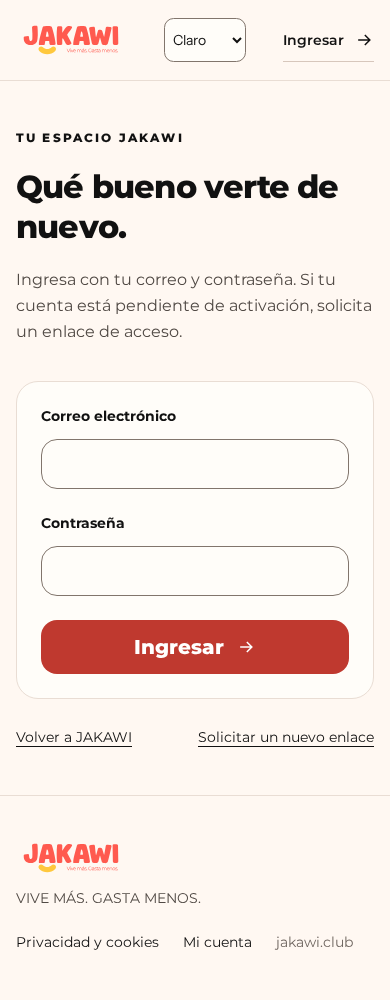 JAKAWI
Vive más. Gasta menos.
Claro
Ingresar →
TU ESPACIO JAKAWI
Qué bueno verte de
nuevo.
Ingresa con tu correo y contraseña. Si tu
cuenta está pendiente de activación, solicita
un enlace de acceso.
Correo electrónico
Contraseña
Ingresar →
Volver a JAKAWI
Solicitar un nuevo enlace
JAKAWI
Vive más. Gasta menos.
VIVE MÁS. GASTA MENOS.
Privacidad y cookies
Mi cuenta
jakawi.club